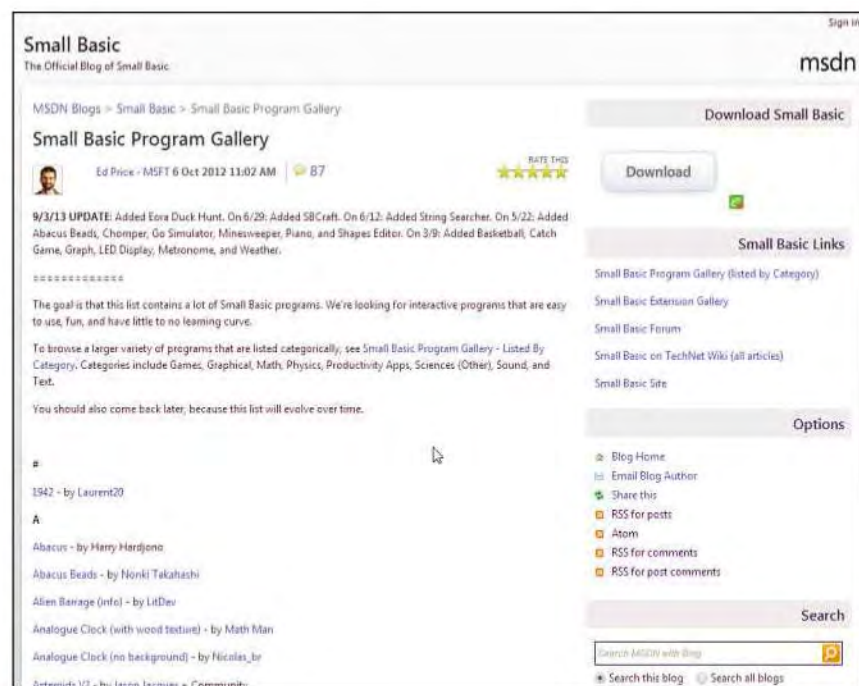 Sign in
Small Basic
The Official Blog of Small Basic
msdn
MSDN Blogs > Small Basic > Small Basic Program Gallery
Small Basic Program Gallery
Ed Price - MSFT 6 Oct 2012 11:02 AM 87
RATE THIS
9/3/13 UPDATE: Added Eora Duck Hunt. On 6/29: Added SBCraft. On 6/12: Added String Searcher. On 5/22: Added
Abacus Beads, Chomper, Go Simulator, Minesweeper, Piano, and Shapes Editor. On 3/9: Added Basketball, Catch
Game, Graph, LED Display, Metronome, and Weather.
=============
The goal is that this list contains a lot of Small Basic programs. We're looking for interactive programs that are easy
to use, fun, and have little to no learning curve.
To browse a larger variety of programs that are listed categorically, see Small Basic Program Gallery - Listed By
Category. Categories include Games, Graphical, Math, Physics, Productivity Apps, Sciences (Other), Sound, and
Text.
You should also come back later, because this list will evolve over time.
#
1942 - by Laurent20
A
Abacus - by Harry Hardjono
Abacus Beads - by Nonki Takahashi
Alien Barrage (info) - by LitDev
Analogue Clock (with wood texture) - by Math Man
Analogue Clock (no background) - by Nicolas_br
Asteroids V2 - by Jason Jacques + Community
Download Small Basic
Download
Small Basic Links
Small Basic Program Gallery (listed by Category)
Small Basic Extension Gallery
Small Basic Forum
Small Basic on TechNet Wiki (all articles)
Small Basic Site
Options
Blog Home
Email Blog Author
Share this
RSS for posts
Atom
RSS for comments
RSS for post comments
Search
Search MSDN with Bing
Search this blog Search all blogs